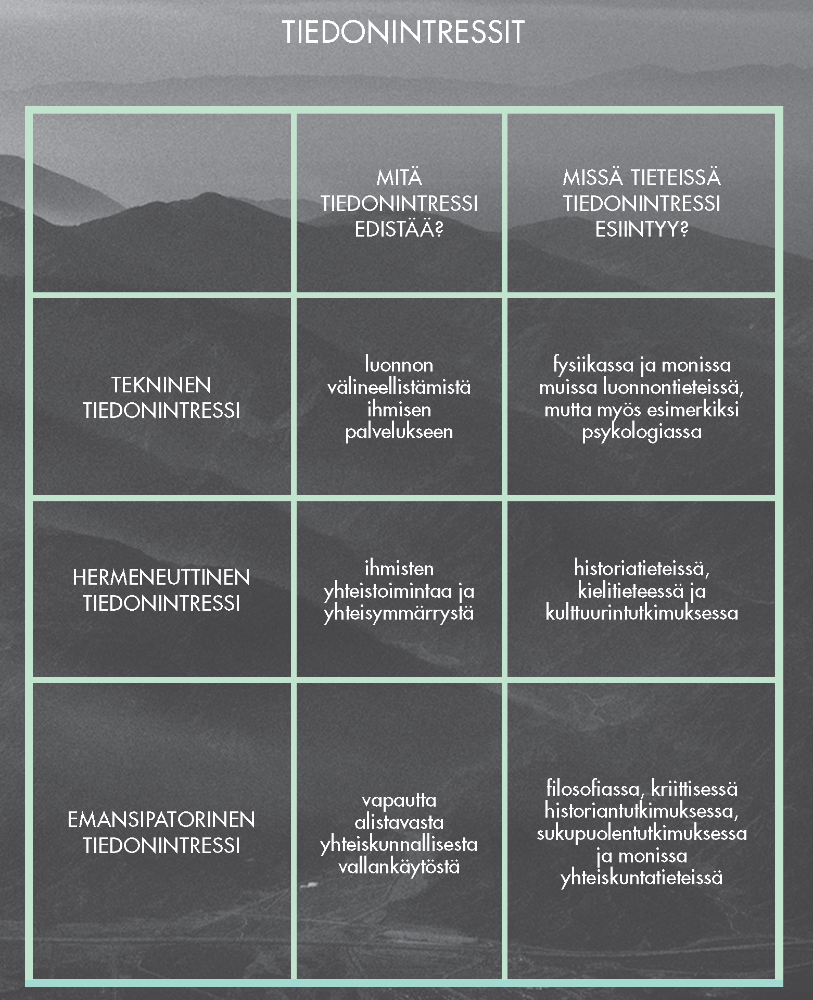 TIEDONINTRESSIT
MITÄ
TIEDONINTRESSI
EDISTÄÄ?
MISSÄ TIETEISSÄ
TIEDONINTRESSI
ESIINTYY?
TEKNINEN
TIEDONINTRESSI
luonnon
välineellistämistä
ihmisen
palvelukseen
fysiikassa ja monissa
muissa luonnontieteissä,
mutta myös esimerkiksi
psykologiassa
HERMENEUTTINEN
TIEDONINTRESSI
ihmisten
yhteistoimintaa ja
yhteisymmärrystä
historiatieteissä,
kielitieteessä ja
kulttuurintutkimuksessa
EMANSIPATORINEN
TIEDONINTRESSI
vapautta
alistavasta
yhteiskunnallisesta
vallankäytöstä
filosofiassa, kriittisessä
historiantutkimuksessa,
sukupuolentutkimuksessa
ja monissa
yhteiskuntatieteissä